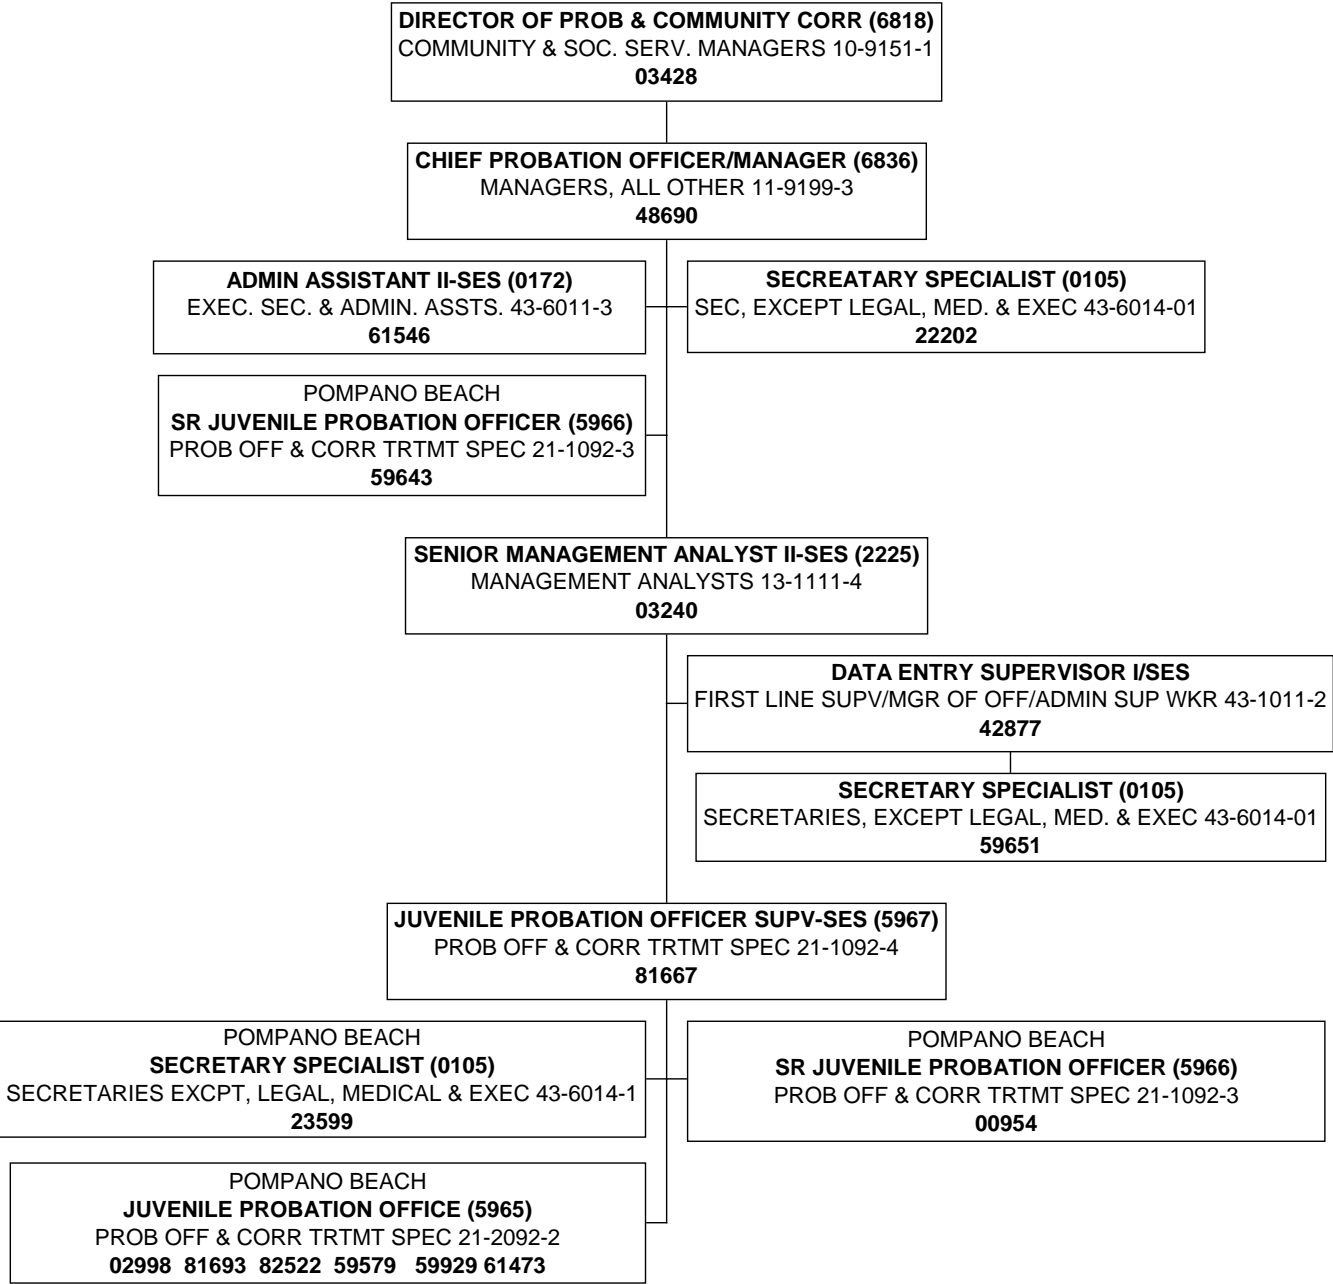 DIRECTOR OF PROB & COMMUNITY CORR (6818)
COMMUNITY & SOC. SERV. MANAGERS 10-9151-1
03428
CHIEF PROBATION OFFICER/MANAGER (6836)
MANAGERS, ALL OTHER 11-9199-3
48690
ADMIN ASSISTANT II-SES (0172)
EXEC. SEC. & ADMIN. ASSTS. 43-6011-3
61546
SECREATARY SPECIALIST (0105)
SEC, EXCEPT LEGAL, MED. & EXEC 43-6014-01
22202
POMPANO BEACH
SR JUVENILE PROBATION OFFICER (5966)
PROB OFF & CORR TRTMT SPEC 21-1092-3
59643
SENIOR MANAGEMENT ANALYST II-SES (2225)
MANAGEMENT ANALYSTS 13-1111-4
03240
DATA ENTRY SUPERVISOR I/SES
FIRST LINE SUPV/MGR OF OFF/ADMIN SUP WKR 43-1011-2
42877
SECRETARY SPECIALIST (0105)
SECRETARIES, EXCEPT LEGAL, MED. & EXEC 43-6014-01
59651
JUVENILE PROBATION OFFICER SUPV-SES (5967)
PROB OFF & CORR TRTMT SPEC 21-1092-4
81667
POMPANO BEACH
SECRETARY SPECIALIST (0105)
SECRETARIES EXCPT, LEGAL, MEDICAL & EXEC 43-6014-1
23599
POMPANO BEACH
SR JUVENILE PROBATION OFFICER (5966)
PROB OFF & CORR TRTMT SPEC 21-1092-3
00954
POMPANO BEACH
JUVENILE PROBATION OFFICE (5965)
PROB OFF & CORR TRTMT SPEC 21-2092-2
02998 81693 82522 59579 59929 61473